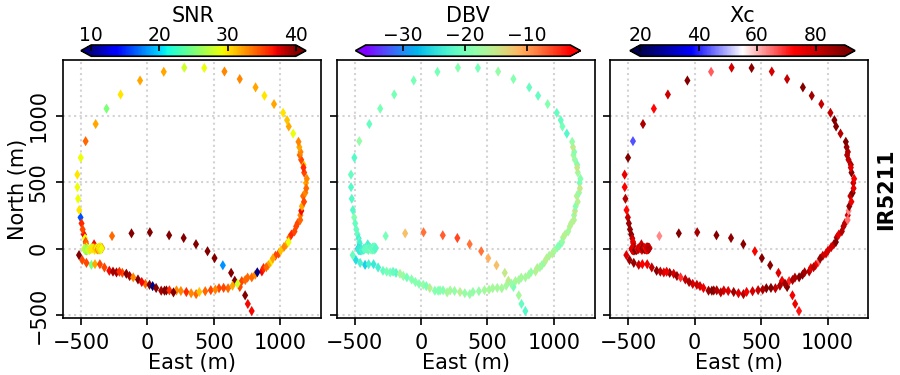 SNR DBV Xc
10 20 30 40 −30 −20 −10 20 40 60 80
1000
500
0
−500
North (m)
−500 0 500 1000 −500 0 500 1000 −500 0 500 1000
East (m) East (m) East (m)
IR5211